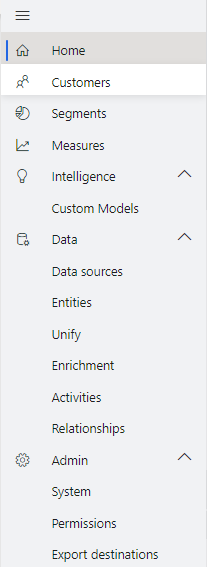 Home
Customers
Segments
Measures
Intelligence
Custom Models
Data
Data sources
Entities
Unify
Enrichment
Activities
Relationships
Admin
System
Permissions
Export destinations